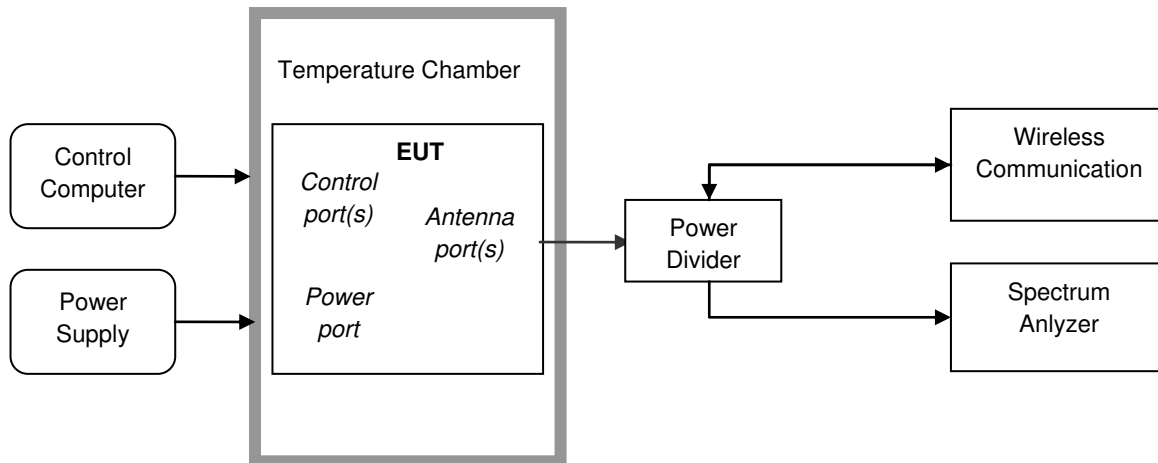 Temperature Chamber
Control
Computer
Power
Supply
EUT
Control
port(s)
Antenna
port(s)
Power
port
Power
Divider
Wireless
Communication
Spectrum
Anlyzer